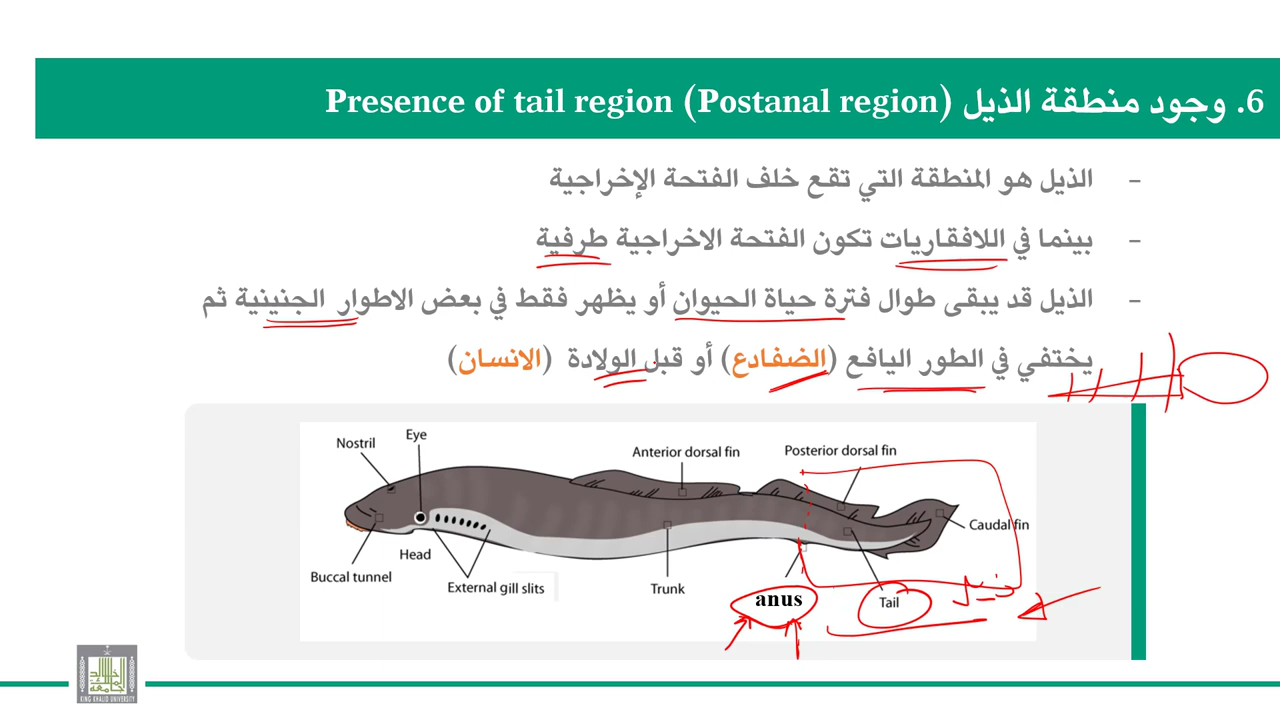 6. وجود منطقة الذيل Presence of tail region (Postanal region)
- الذيل هو المنطقة التي تقع خلف الفتحة الإخراجية
- بينما في اللافقاريات تكون الفتحة الاخراجية طرفية
- الذيل قد يبقى طوال فترة حياة الحيوان أو يظهر فقط في بعض الاطوار الجنينية ثم
يختفي في الطور اليافع (الضفادع) أو قبل الولادة (الانسان)
Eye
Nostril
Anterior dorsal fin
Posterior dorsal fin
Caudal fin
Head
Buccal tunnel
External gill slits
Trunk
anus
Tail
ذيل
KING KHALID UNIVERSITY